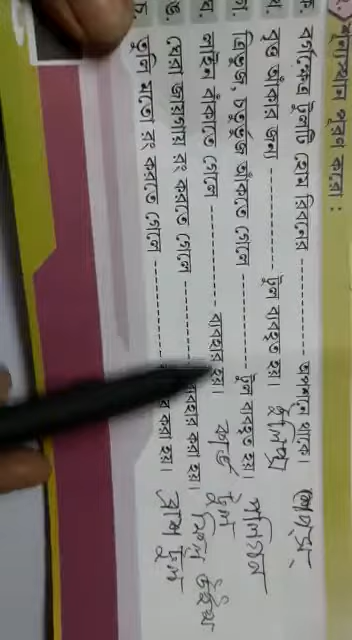 শূন্যস্থান পূরণ করো :
ক. বর্গক্ষেত্র টুলটি হোম রিবনের ------------ অপশনে থাকে।
খ. বৃত্ত আঁকার জন্য ------------ টুল ব্যবহৃত হয়।
গ. ত্রিভুজ, চতুর্ভুজ আঁকতে গেলে ------------ টুল ব্যবহৃত হয়। পলিগন
ঘ. লাইন বাঁকাতে গেলে ------------ ব্যবহার হয়। কার্ভ টুল
ঙ. ঘেরা জায়গায় রং করতে গেলে ------------ ব্যবহার করা হয়।
চ. তুলি মতো রং করতে গেলে ------------ করা হয়। ব্রাশ টুল